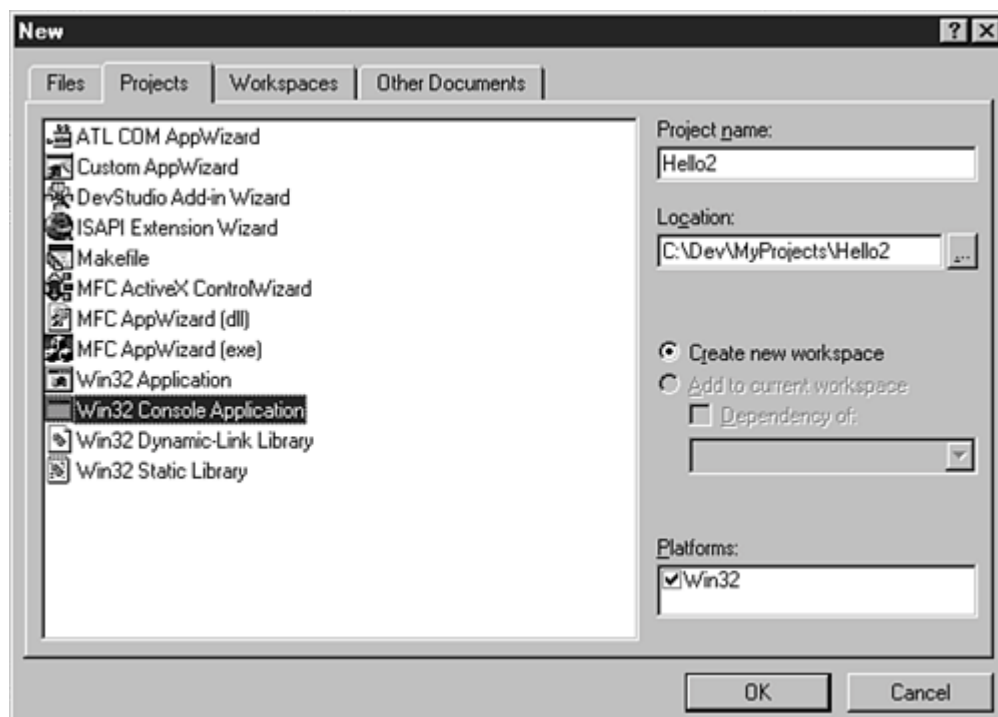 New
Files Projects Workspaces Other Documents
ATL COM AppWizard
Custom AppWizard
DevStudio Add-in Wizard
ISAPI Extension Wizard
Makefile
MFC ActiveX ControlWizard
MFC AppWizard (dll)
MFC AppWizard (exe)
Win32 Application
Win32 Console Application
Win32 Dynamic-Link Library
Win32 Static Library
Project name:
Hello2
Location:
C:\Dev\MyProjects\Hello2
...
Create new workspace
Add to current workspace
Dependency of:
Platforms:
Win32
OK Cancel